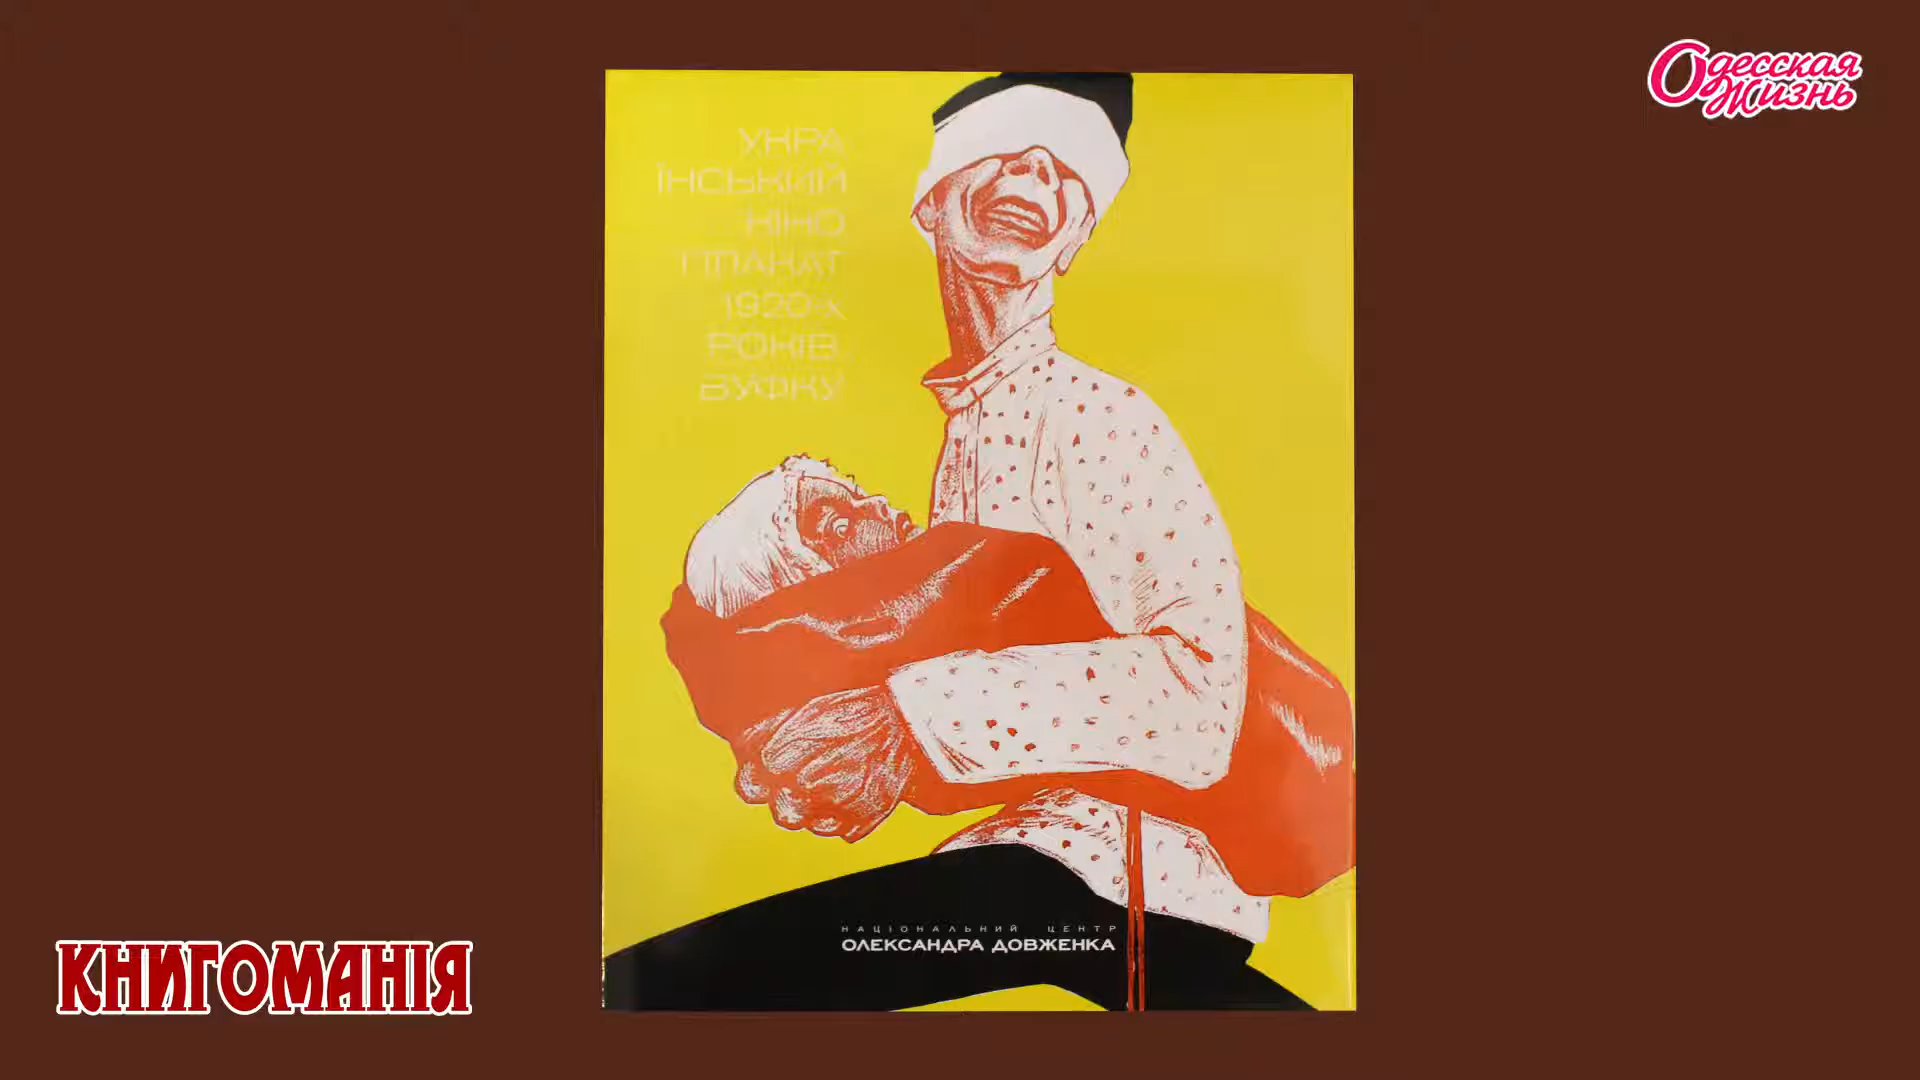 Одесская
Жизнь
УКРА
ЇНСЬКИЙ
КІНО
ПЛАКАТ
1920-х
РОКІВ.
ВУФКУ
НАЦІОНАЛЬНИЙ ЦЕНТР
ОЛЕКСАНДРА ДОВЖЕНКА
КНИГОМАНІЯ